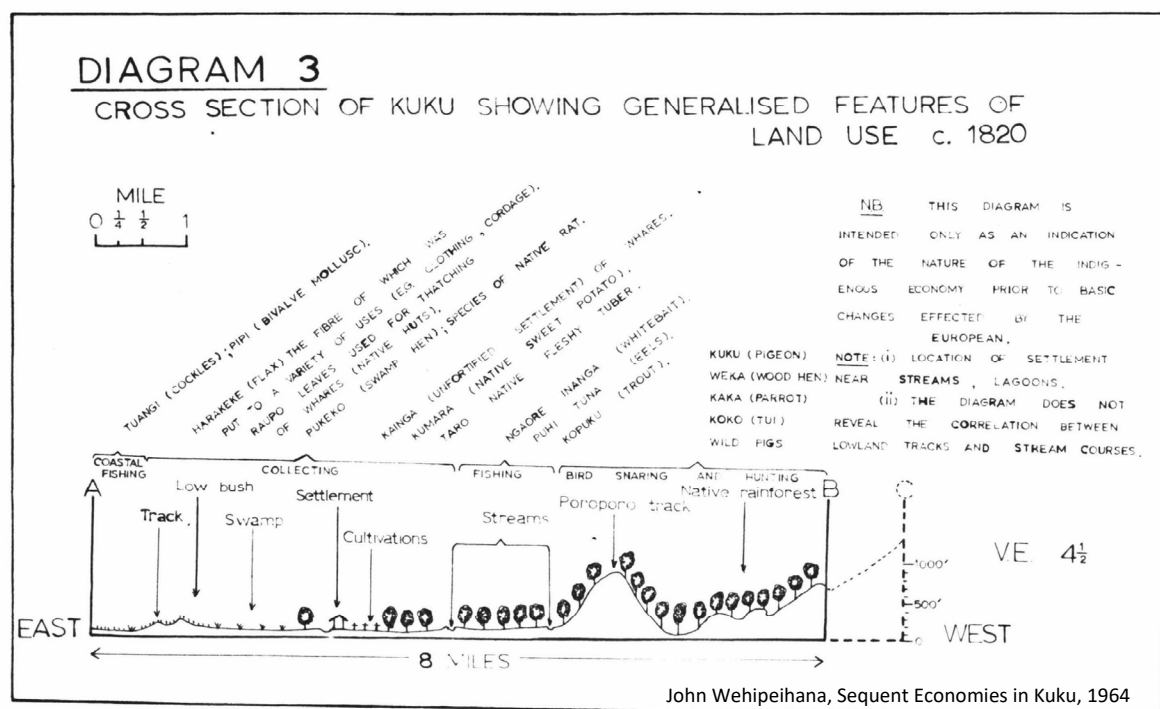 DIAGRAM 3
CROSS SECTION OF KUKU SHOWING GENERALISED FEATURES OF
LAND USE c. 1820
MILE
0 ¼ ½ 1
TUANGI (COCKLES); PIPI (BIVALVE MOLLUSC).
HARAKEKE (FLAX) THE FIBRE OF WHICH WAS
PUT TO A VARIETY OF USES (EG. CLOTHING, CORDAGE).
RAUPO LEAVES USED FOR THATCHING
OF WHARES (NATIVE HUTS).
PUKEKO (SWAMP HEN); SPECIES OF NATIVE RAT.
KAINGA (UNFORTIFIED SETTLEMENT) OF WHARES.
KUMARA (NATIVE SWEET POTATO).
TARO NATIVE FLESHY TUBER.
NGAORE INANGA (WHITEBAIT).
PUHI TUNA (EELS).
KOPUKU (TROUT).
KUKU (PIGEON)
WEKA (WOOD HEN)
KAKA (PARROT)
KOKO (TUI)
WILD PIGS
NB THIS DIAGRAM IS
INTENDED ONLY AS AN INDICATION
OF THE NATURE OF THE INDIG-
ENOUS ECONOMY PRIOR TO BASIC
CHANGES EFFECTED BY THE
EUROPEAN.
NOTE: (i) LOCATION OF SETTLEMENT
NEAR STREAMS, LAGOONS.
(ii) THE DIAGRAM DOES NOT
REVEAL THE CORRELATION BETWEEN
LOWLAND TRACKS AND STREAM COURSES.
COASTAL
FISHING
COLLECTING
FISHING
BIRD SNARING AND HUNTING
A
Low bush
Settlement
Native rainforest
B
C
Track
Swamp
Cultivations
Streams
Poroporo track
V.E. 4½
1000'
500'
0
EAST
WEST
8 MILES
John Wehipeihana, Sequent Economies in Kuku, 1964